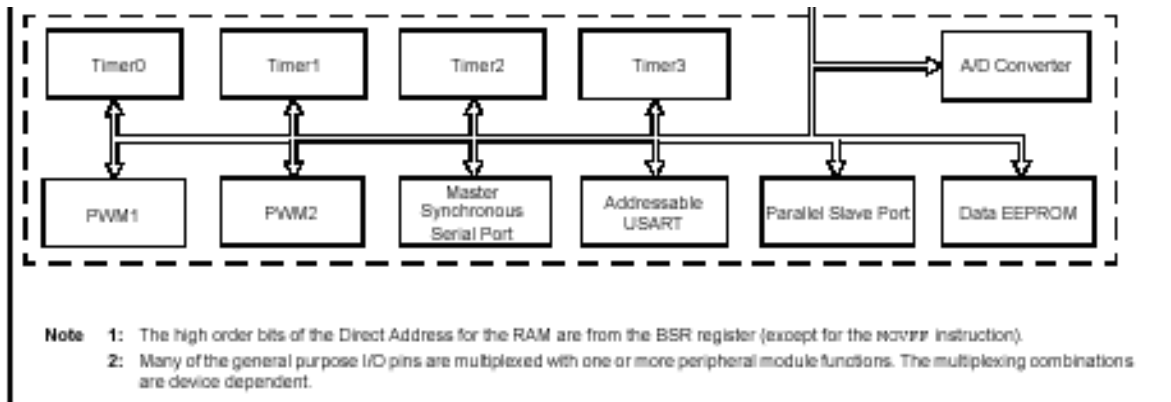 Timer0 Timer1 Timer2 Timer3 A/D Converter
PWM1 PWM2 Master
Synchronous
Serial Port Addressable
USART Parallel Slave Port Data EEPROM
Note 1: The high order bits of the Direct Address for the RAM are from the BSR register (except for the MOVFF instruction).
2: Many of the general purpose I/O pins are multiplexed with one or more peripheral module functions. The multiplexing combinations
are device dependent.